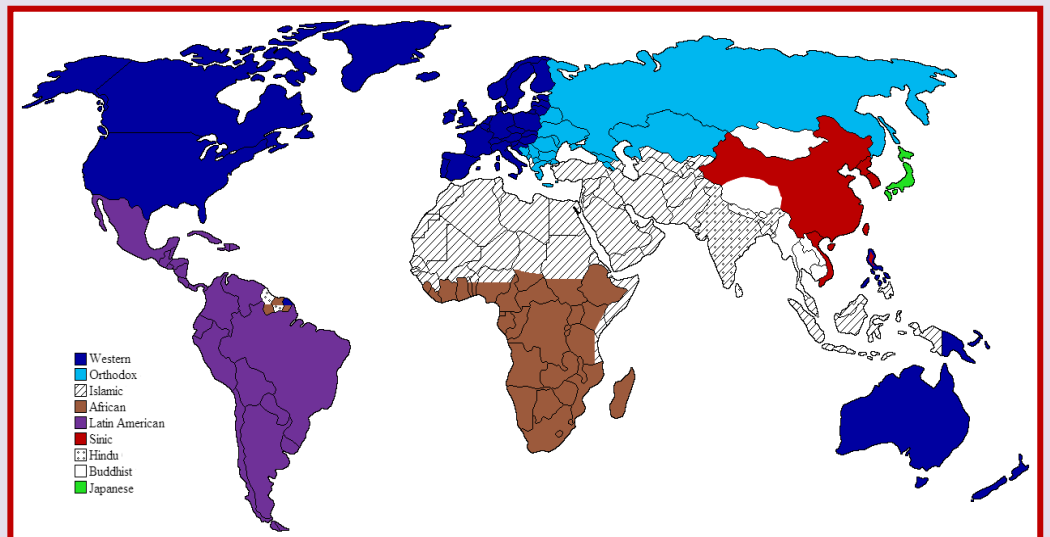 Western
Orthodox
Islamic
African
Latin American
Sinic
Hindu
Buddhist
Japanese